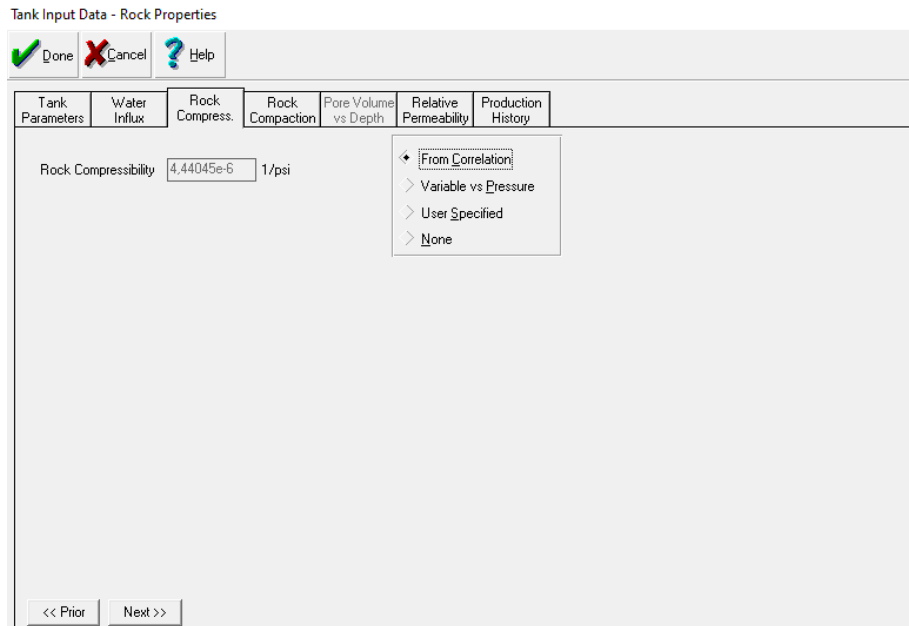 Tank Input Data - Rock Properties
Done Cancel Help
Tank Parameters
Water Influx
Rock Compress.
Rock Compaction
Pore Volume vs Depth
Relative Permeability
Production History
Rock Compressibility 4,44045e-6 1/psi
From Correlation
Variable vs Pressure
User Specified
None
<< Prior Next >>